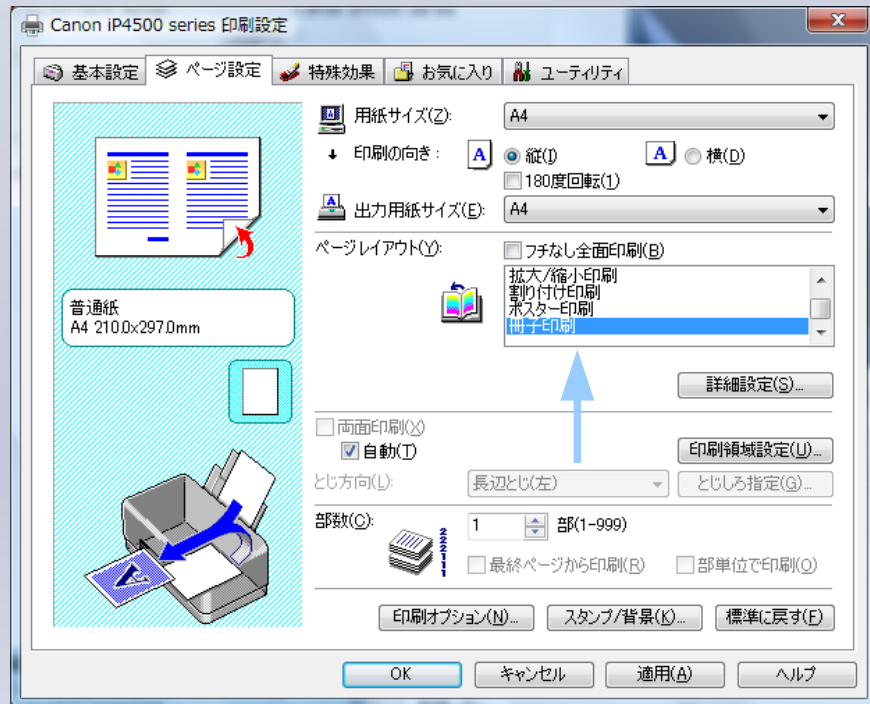 Canon iP4500 series 印刷設定
基本設定 ページ設定 特殊効果 お気に入り ユーティリティ
用紙サイズ(Z): A4
印刷の向き: A 縦(I) A 横(D)
180度回転(1)
出力用紙サイズ(E): A4
ページレイアウト(Y): フチなし全面印刷(B)
拡大/縮小印刷
割り付け印刷
ポスター印刷
冊子印刷
普通紙
A4 210.0x297.0mm
詳細設定(S)...
両面印刷(X)
自動(T) 印刷領域設定(U)...
とじ方向(L): 長辺とじ(左) とじしろ指定(G)...
部数(C): 1 部(1-999)
222111
最終ページから印刷(R) 部単位で印刷(O)
印刷オプション(N)... スタンプ/背景(K)... 標準に戻す(F)
OK キャンセル 適用(A) ヘルプ